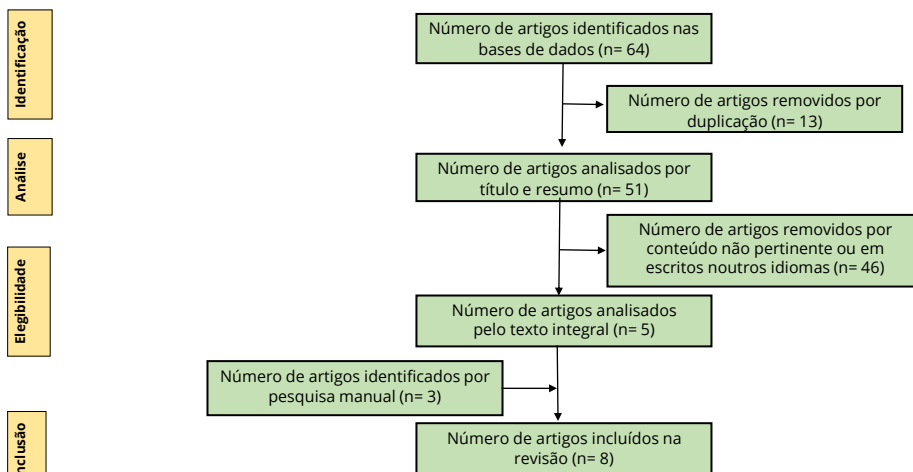 Identificação
Número de artigos identificados nas
bases de dados (n= 64)
Número de artigos removidos por
duplicação (n= 13)
Análise
Número de artigos analisados por
título e resumo (n= 51)
Número de artigos removidos por
conteúdo não pertinente ou em
escritos noutros idiomas (n= 46)
Elegibilidade
Número de artigos analisados
pelo texto integral (n= 5)
Número de artigos identificados por
pesquisa manual (n= 3)
nclusão
Número de artigos incluídos na
revisão (n= 8)